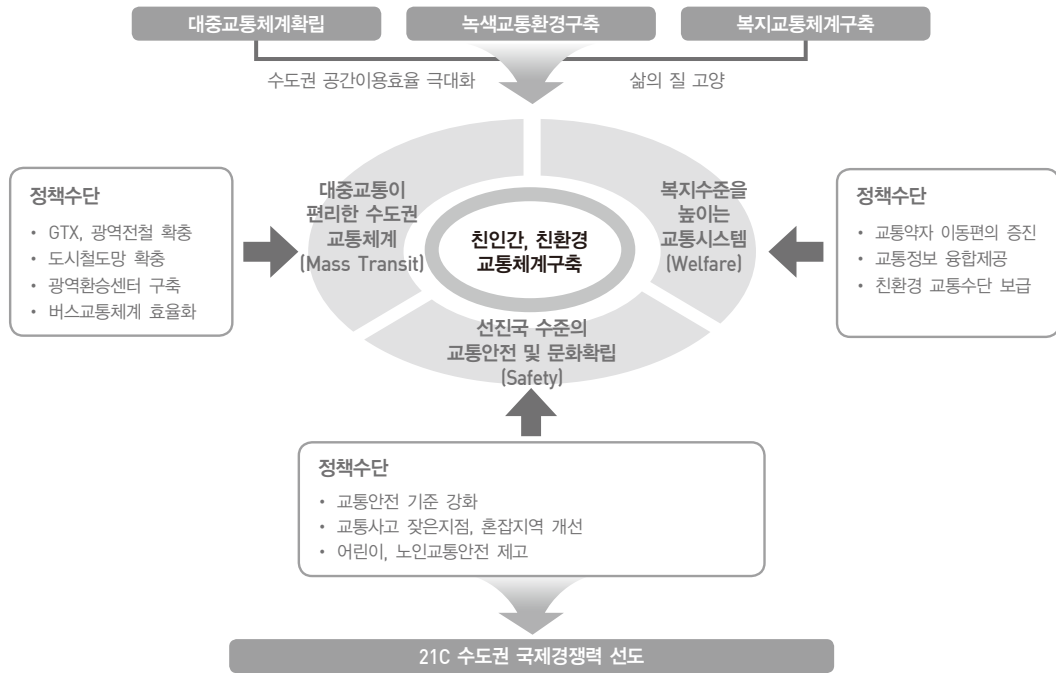 대중교통체계확립
녹색교통환경구축
복지교통체계구축
수도권 공간이용효율 극대화
삶의 질 고양
정책수단
• GTX, 광역전철 확충
• 도시철도망 확충
• 광역환승센터 구축
• 버스교통체계 효율화
대중교통이
편리한 수도권
교통체계
(Mass Transit)
친인간, 친환경
교통체계구축
복지수준을
높이는
교통시스템
(Welfare)
정책수단
• 교통약자 이동편의 증진
• 교통정보 융합제공
• 친환경 교통수단 보급
선진국 수준의
교통안전 및 문화확립
(Safety)
정책수단
• 교통안전 기준 강화
• 교통사고 잦은지점, 혼잡지역 개선
• 어린이, 노인교통안전 제고
21C 수도권 국제경쟁력 선도